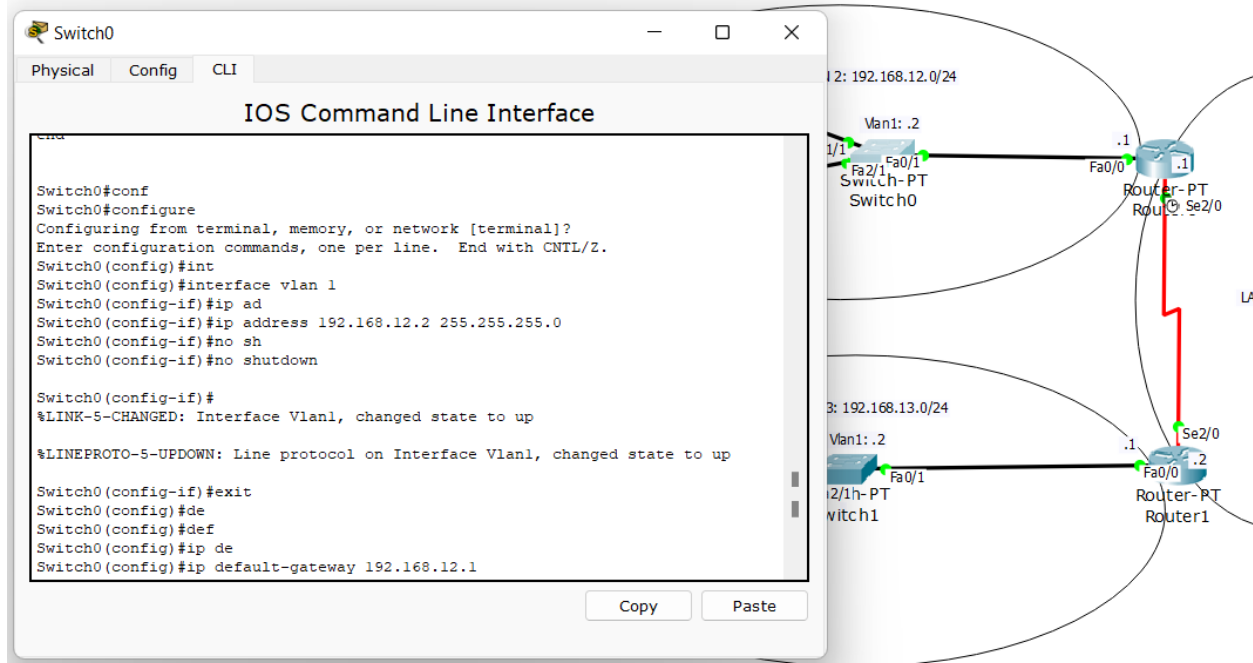 Switch0
Physical Config CLI
IOS Command Line Interface
end
Switch0#conf
Switch0#configure
Configuring from terminal, memory, or network [terminal]?
Enter configuration commands, one per line.  End with CNTL/Z.
Switch0(config)#int
Switch0(config)#interface vlan 1
Switch0(config-if)#ip ad
Switch0(config-if)#ip address 192.168.12.2 255.255.255.0
Switch0(config-if)#no sh
Switch0(config-if)#no shutdown
Switch0(config-if)#
%LINK-5-CHANGED: Interface Vlan1, changed state to up
%LINEPROTO-5-UPDOWN: Line protocol on Interface Vlan1, changed state to up
Switch0(config-if)#exit
Switch0(config)#de
Switch0(config)#def
Switch0(config)#ip de
Switch0(config)#ip default-gateway 192.168.12.1
Copy
Paste
2: 192.168.12.0/24
Vlan1: .2
1/1
Fa0/1
Fa2/1
Switch-PT
Switch0
.1
Fa0/0
.1
Router-PT
Se2/0
LA
3: 192.168.13.0/24
Vlan1: .2
Fa0/1
2/1h-PT
witch1
.1
Se2/0
.2
Fa0/0
Router-PT
Router1